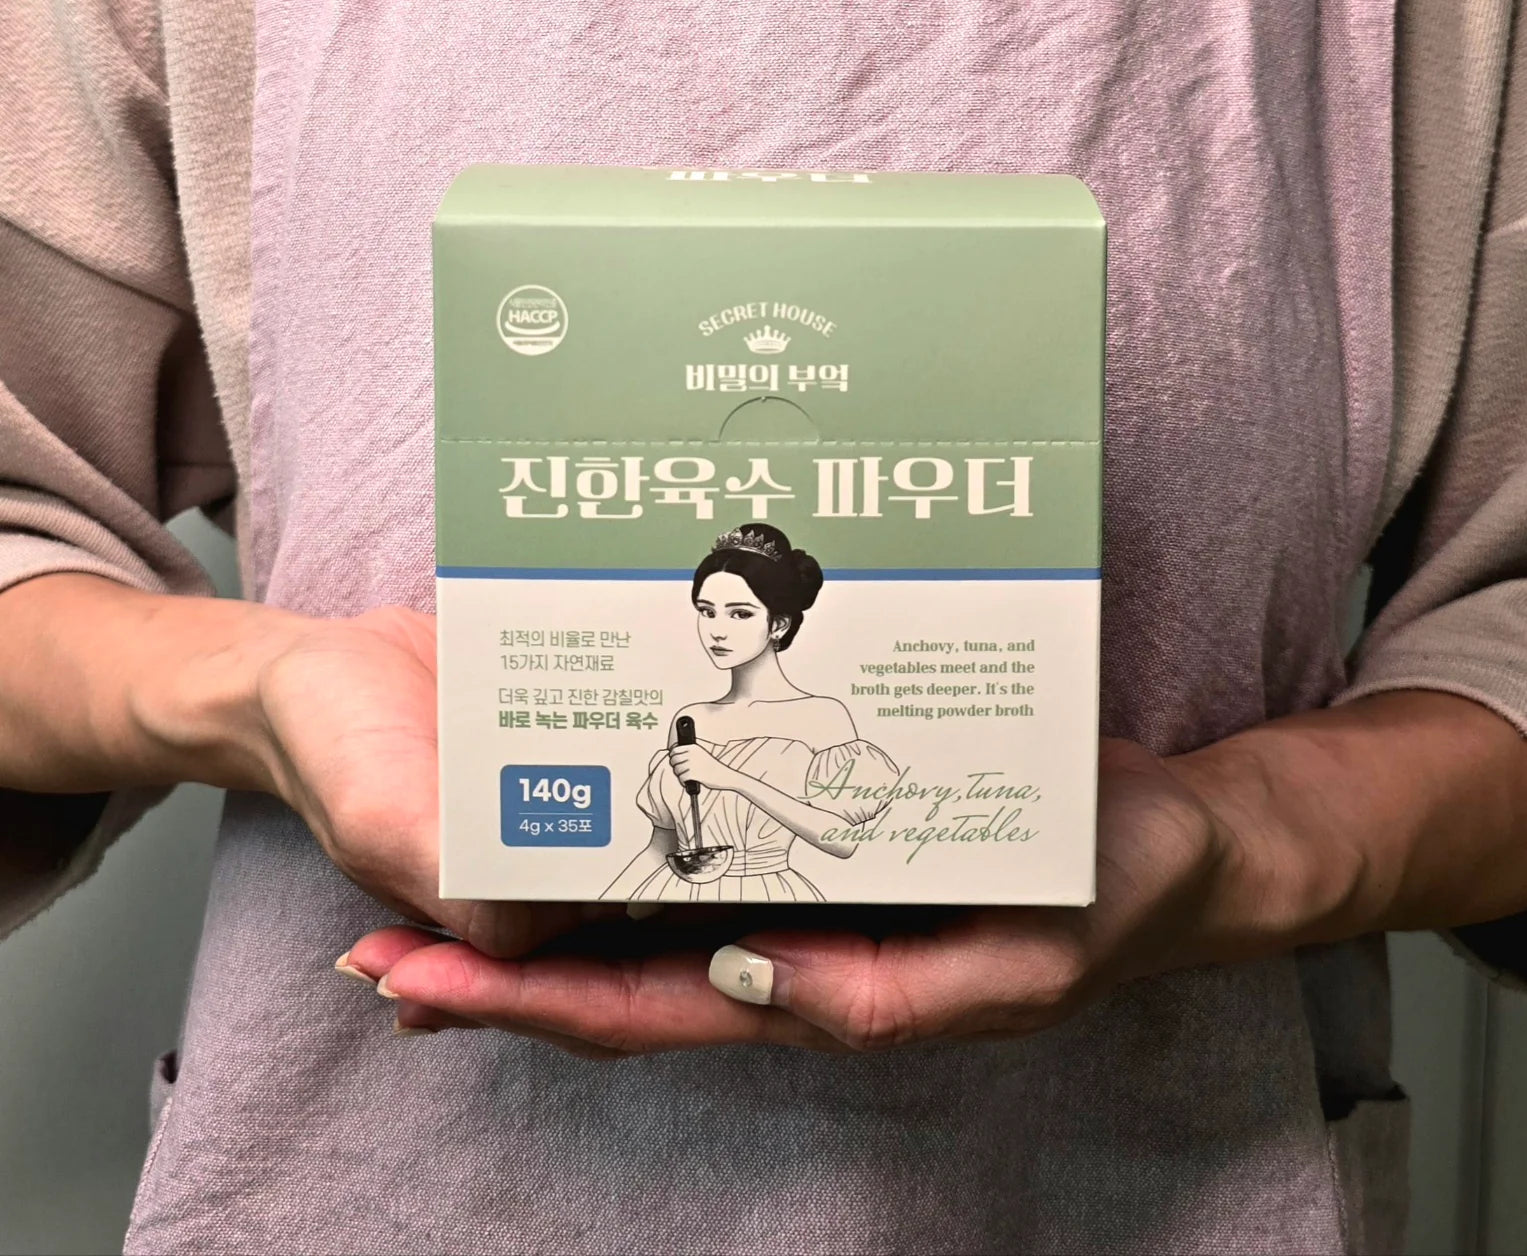 파우더
HACCP
SECRET HOUSE
비밀의 부엌
진한육수 파우더
최적의 비율로 만난
15가지 자연재료
더욱 깊고 진한 감칠맛의
바로 녹는 파우더 육수
140g
4g x 35포
Anchovy, tuna, and
vegetables meet and the
broth gets deeper. It's the
melting powder broth
Anchovy, tuna,
and vegetables